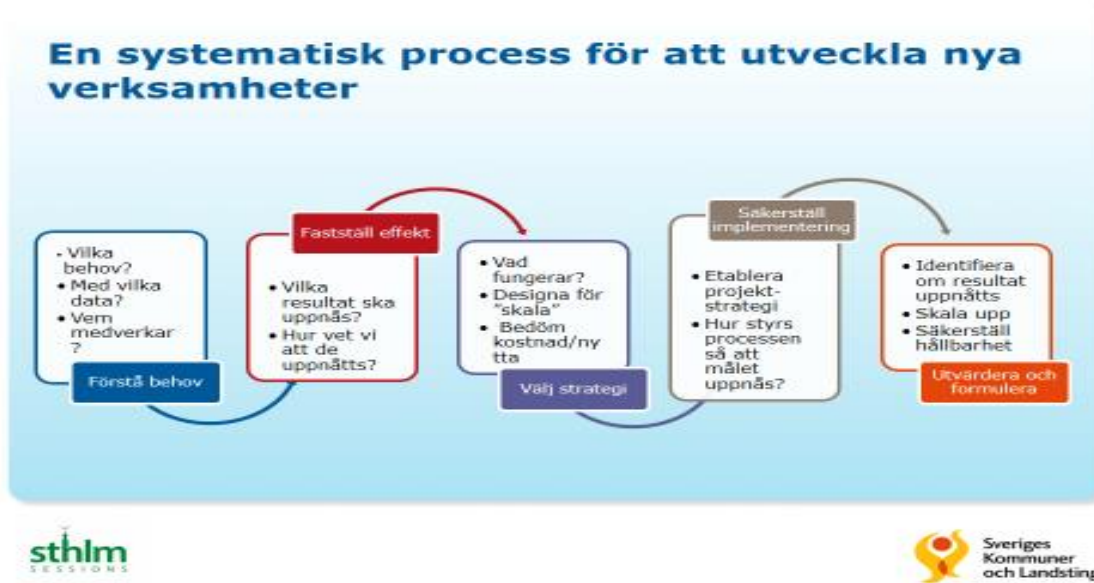 En systematisk process för att utveckla nya
verksamheter
- Vilka
behov?
• Med vilka
data?
• Vem
medverkar
?
Förstå behov
Fastställ effekt
• Vilka
resultat ska
uppnås?
• Hur vet vi
att de
uppnåtts?
• Vad
fungerar?
• Designa för
"skala"
• Bedöm
kostnad/ny
tta
Välj strategi
Säkerställ
implementering
• Etablera
projekt-
strategi
• Hur styrs
processen
så att
målet
uppnås?
• Identifiera
om resultat
uppnåtts
• Skala upp
• Säkerställ
hållbarhet
Utvärdera och
formulera
sthlm
SESSIONS
Sveriges
Kommuner
och Landsting